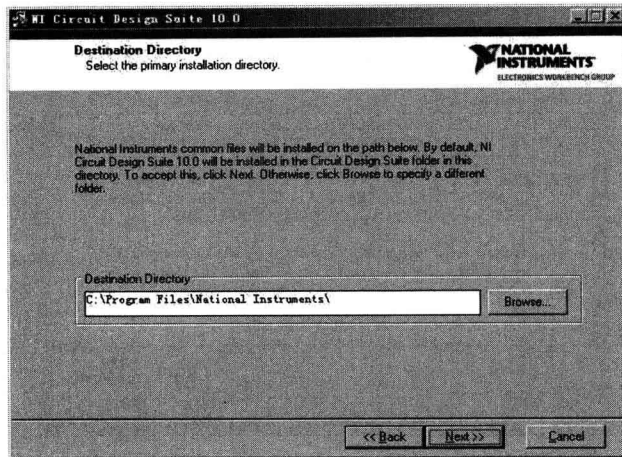 NI Circuit Design Suite 10.0
Destination Directory
Select the primary installation directory.
NATIONAL
INSTRUMENTS
ELECTRONICS WORKBENCH GROUP
National Instruments common files will be installed on the path below. By default, NI
Circuit Design Suite 10.0 will be installed in the Circuit Design Suite folder in this
directory. To accept this, click Next. Otherwise, click Browse to specify a different
folder.
Destination Directory
C:\Program Files\National Instruments\
Browse...
<< Back
Next >>
Cancel